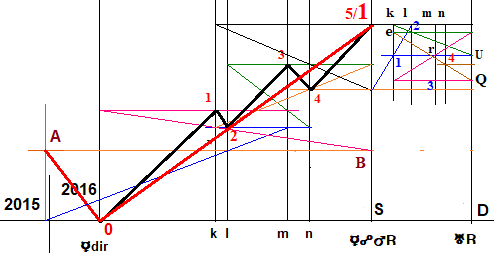 k l m n
5/1
2
e
3
1
r
4
U
4
3
Q
1
2
A
B
2015
2016
0
k l m n
S
D
☿dir
☿☍♂R
♅R